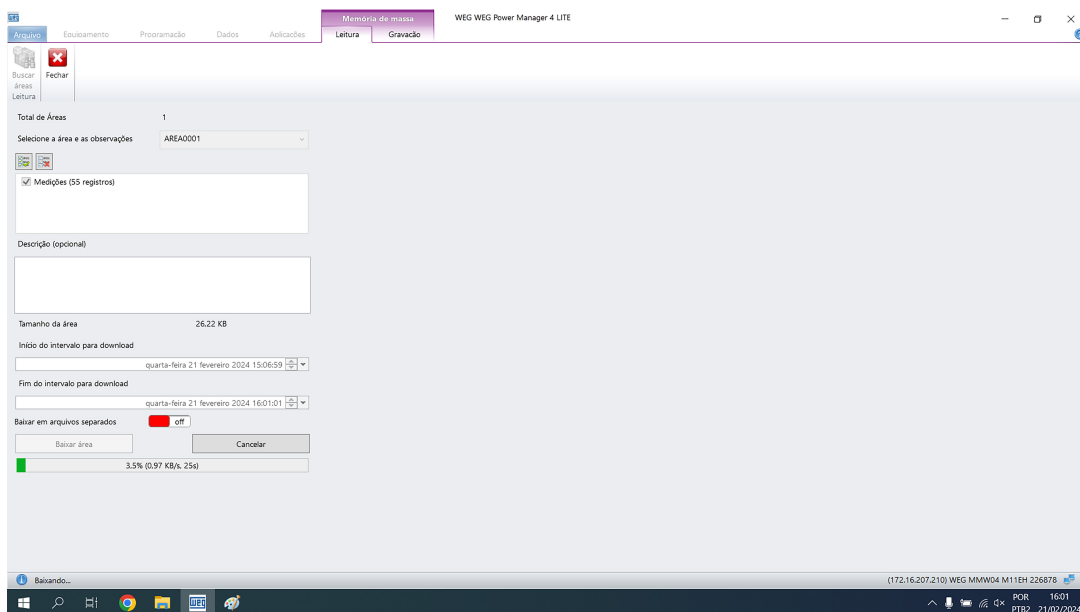 Memória de massa
WEG WEG Power Manager 4 LITE
Arquivo Equipamento Programação Dados Aplicações Leitura Gravação
Buscar áreas
Fechar
Leitura
Total de Áreas 1
Selecione a área e as observações AREA0001
Medições (55 registros)
Descrição (opcional)
Tamanho da área 26,22 KB
Início do intervalo para download
quarta-feira 21 fevereiro 2024 15:06:59
Fim do intervalo para download
quarta-feira 21 fevereiro 2024 16:01:01
Baixar em arquivos separados off
Baixar área Cancelar
3,5% (0,97 KB/s, 25s)
Baixando... (172.16.207.210) WEG MMW04 M11EH 226878
weg
POR 16:01
PTB2 21/02/2024